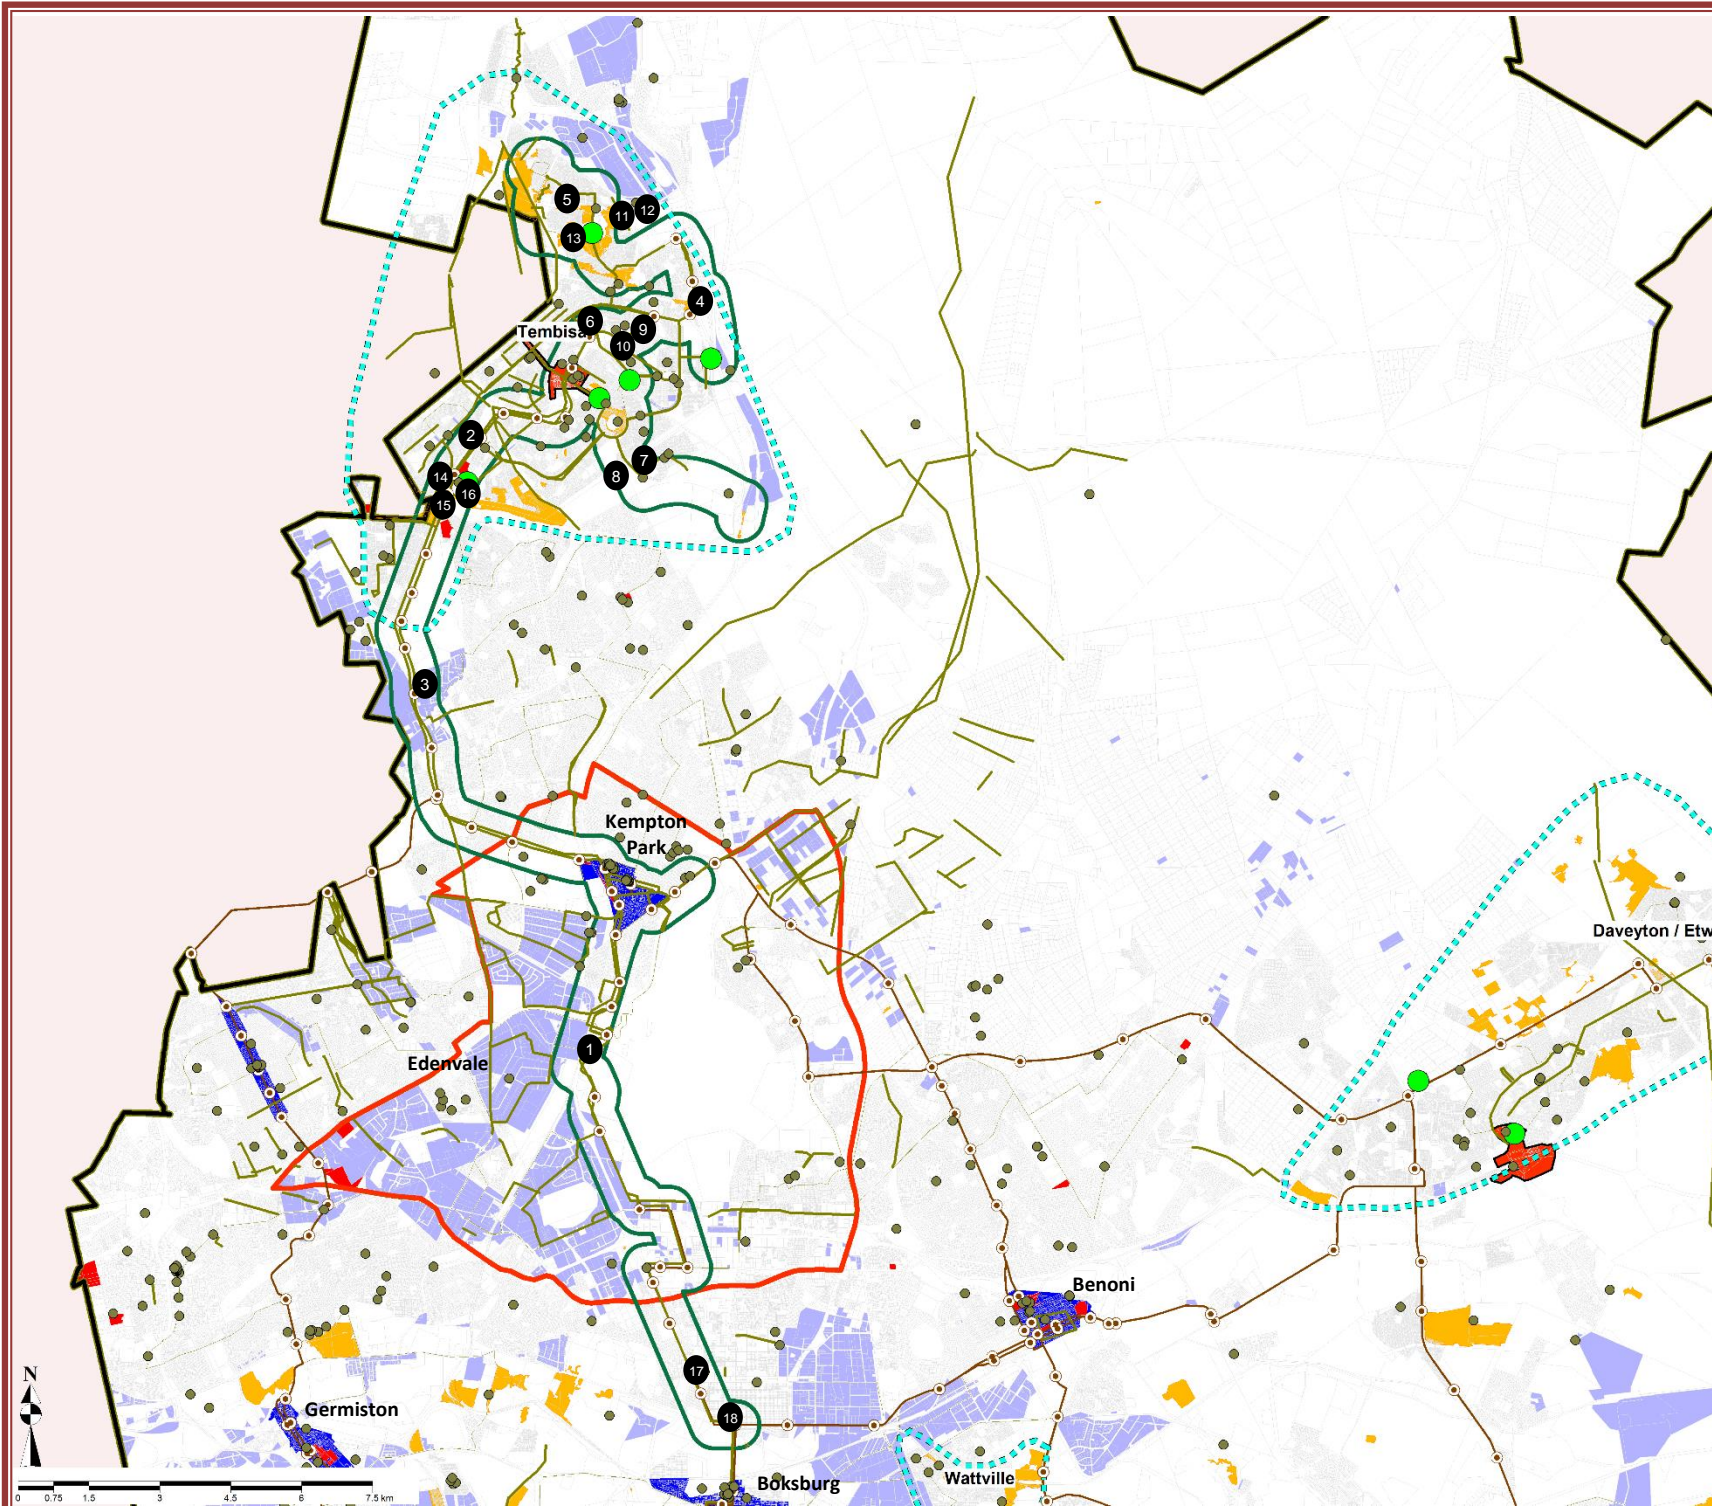 5
11
12
13
4
6
9
Tembisa
10
2
7
8
14
16
15
3
Kempton
Park
Daveyton / Etw
1
Edenvale
Benoni
17
N
Germiston
18
Wattville
Boksburg
0 0.75 1.5 3 4.5 6 7.5 km